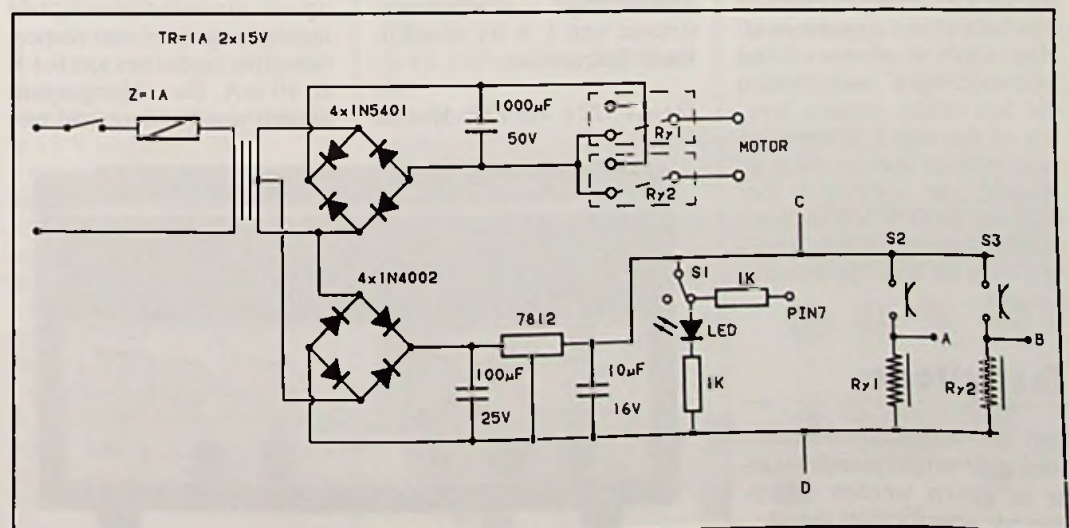 TR=1A 2x15V
Z=1A
4x1N5401
1000µF
50V
Ry1
MOTOR
Ry2
C
S2
S3
4x1N4002
S1
1K
PIN7
7812
LED
A
B
100µF
10µF
1K
Ry1
Ry2
25V
16V
D